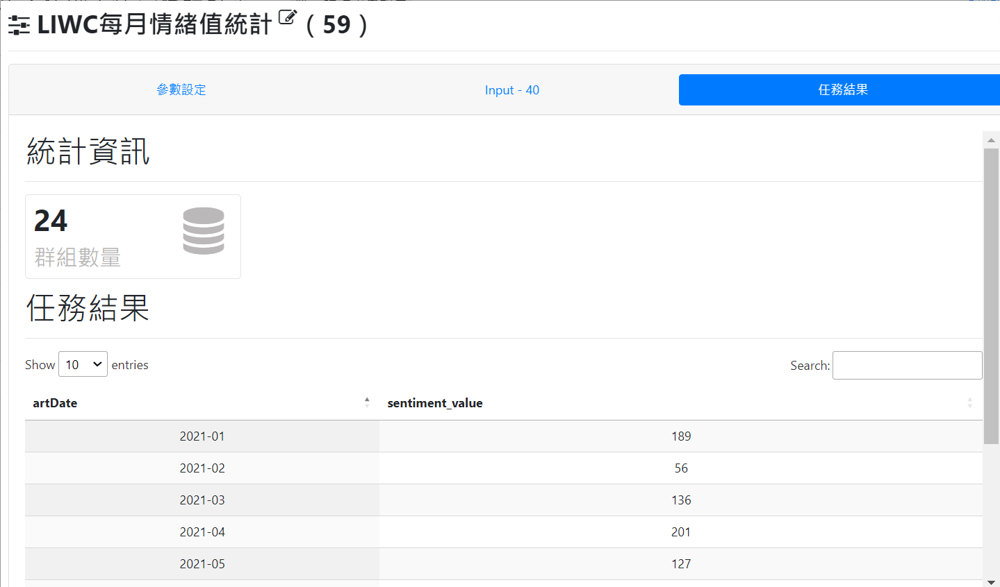 LIWC每月情緒值統計 ( 59 )
參數設定 Input - 40 任務結果
統計資訊
24
群組數量
任務結果
Show 10 entries Search:
artDate sentiment_value
2021-01 189
2021-02 56
2021-03 136
2021-04 201
2021-05 127